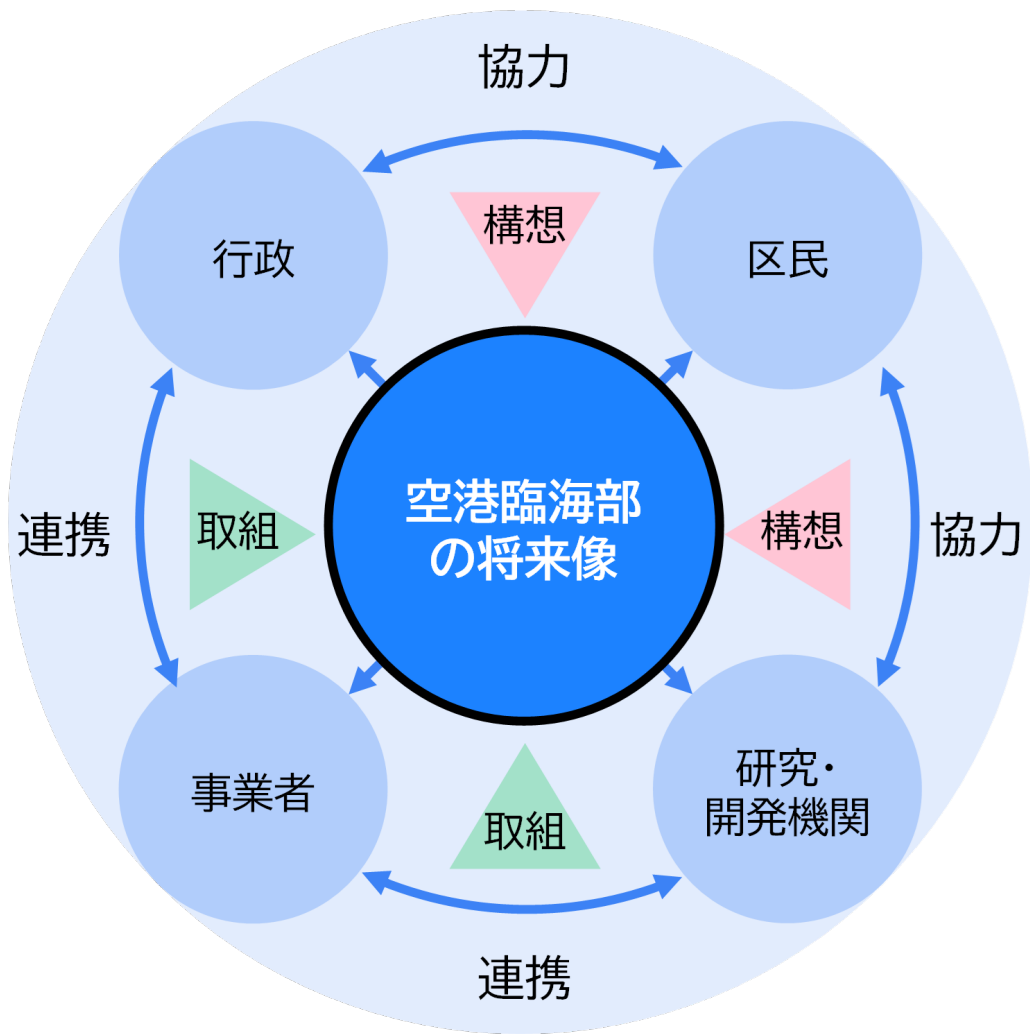 協力
構想
行政
区民
連携
取組
空港臨海部
の将来像
構想
協力
事業者
取組
研究・
開発機関
連携